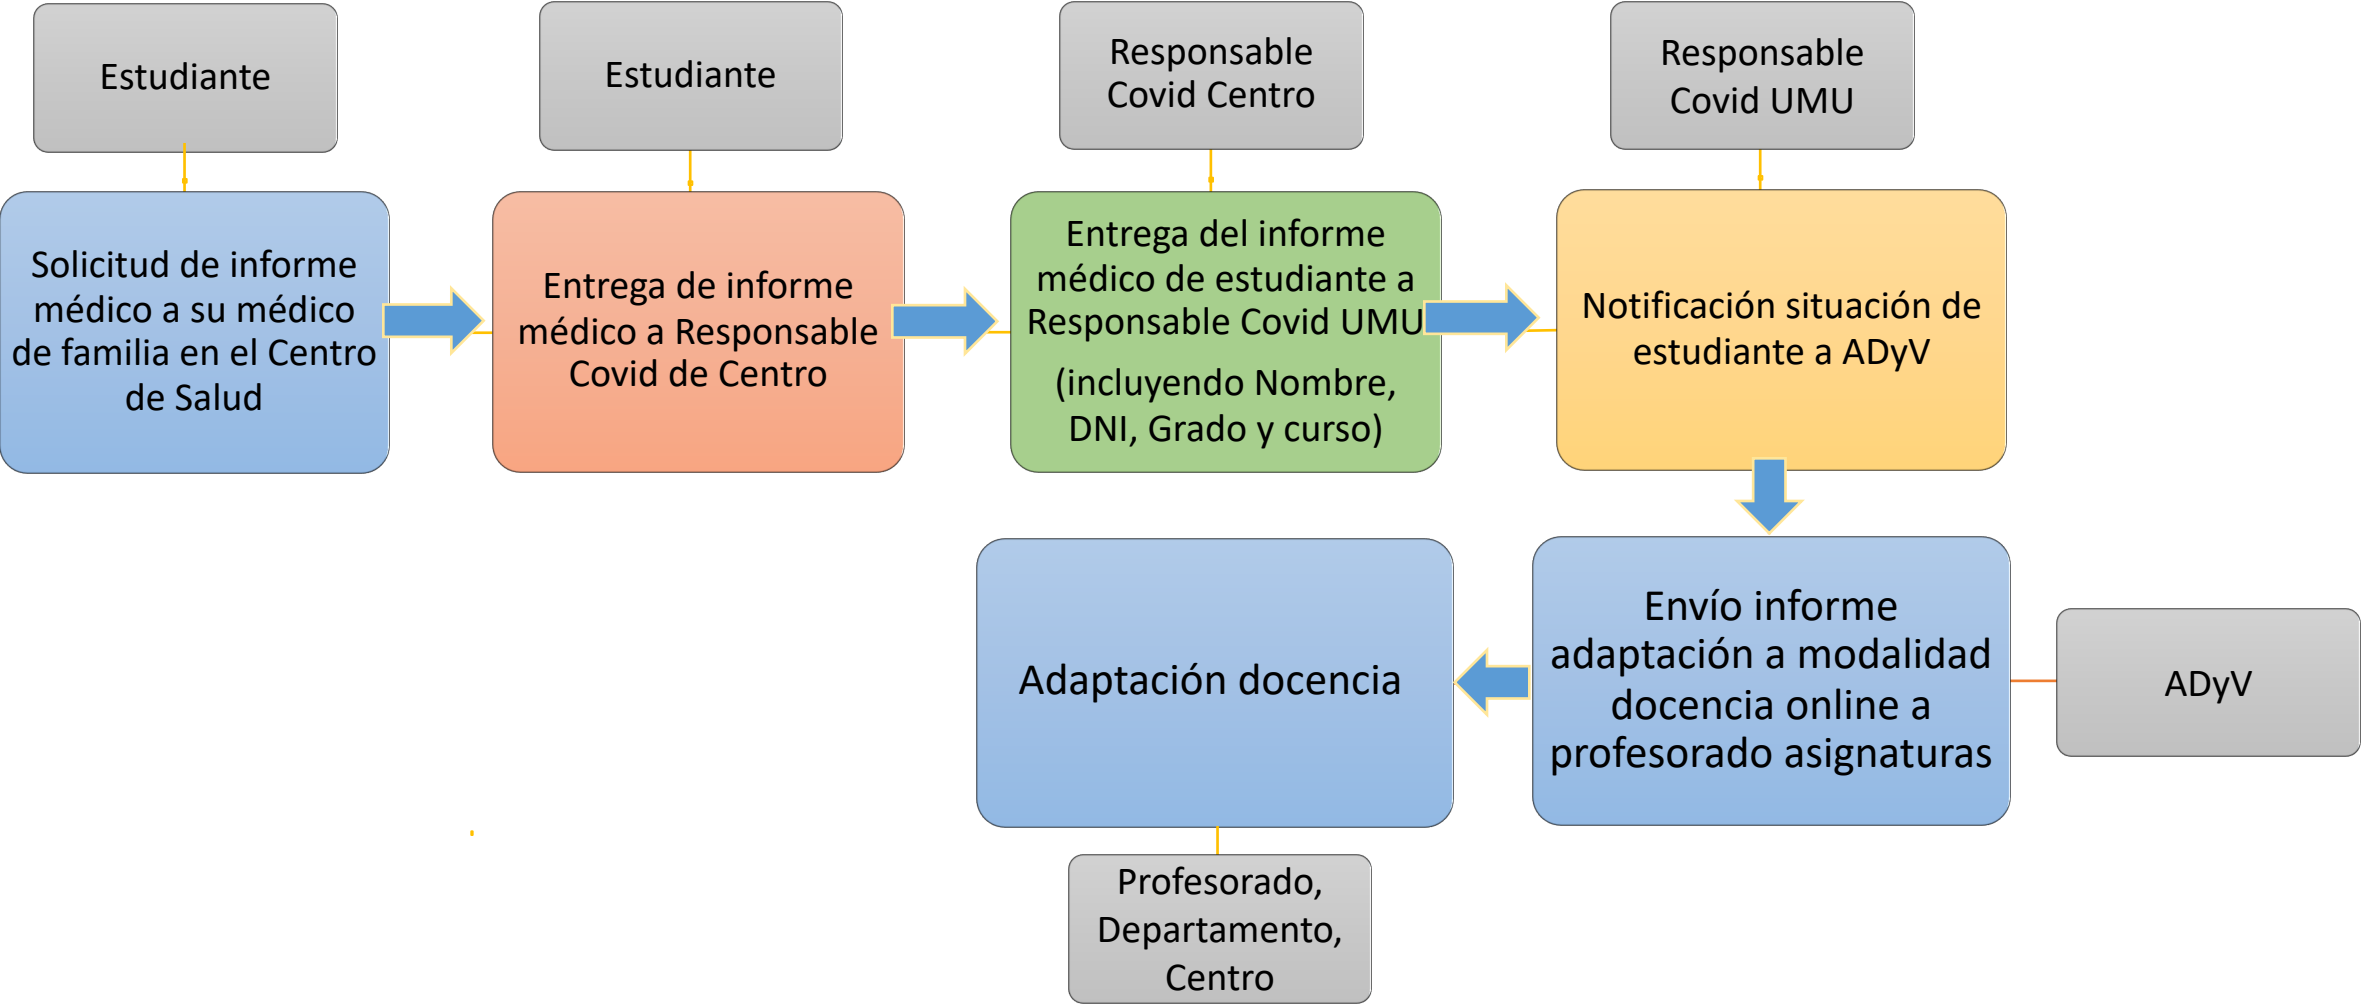 Estudiante
Estudiante
Responsable
Covid Centro
Responsable
Covid UMU
Solicitud de informe
médico a su médico
de familia en el Centro
de Salud
Entrega de informe
médico a Responsable
Covid de Centro
Entrega del informe
médico de estudiante a
Responsable Covid UMU
(incluyendo Nombre,
DNI, Grado y curso)
Notificación situación de
estudiante a ADyV
Adaptación docencia
Envío informe
adaptación a modalidad
docencia online a
profesorado asignaturas
ADyV
Profesorado,
Departamento,
Centro